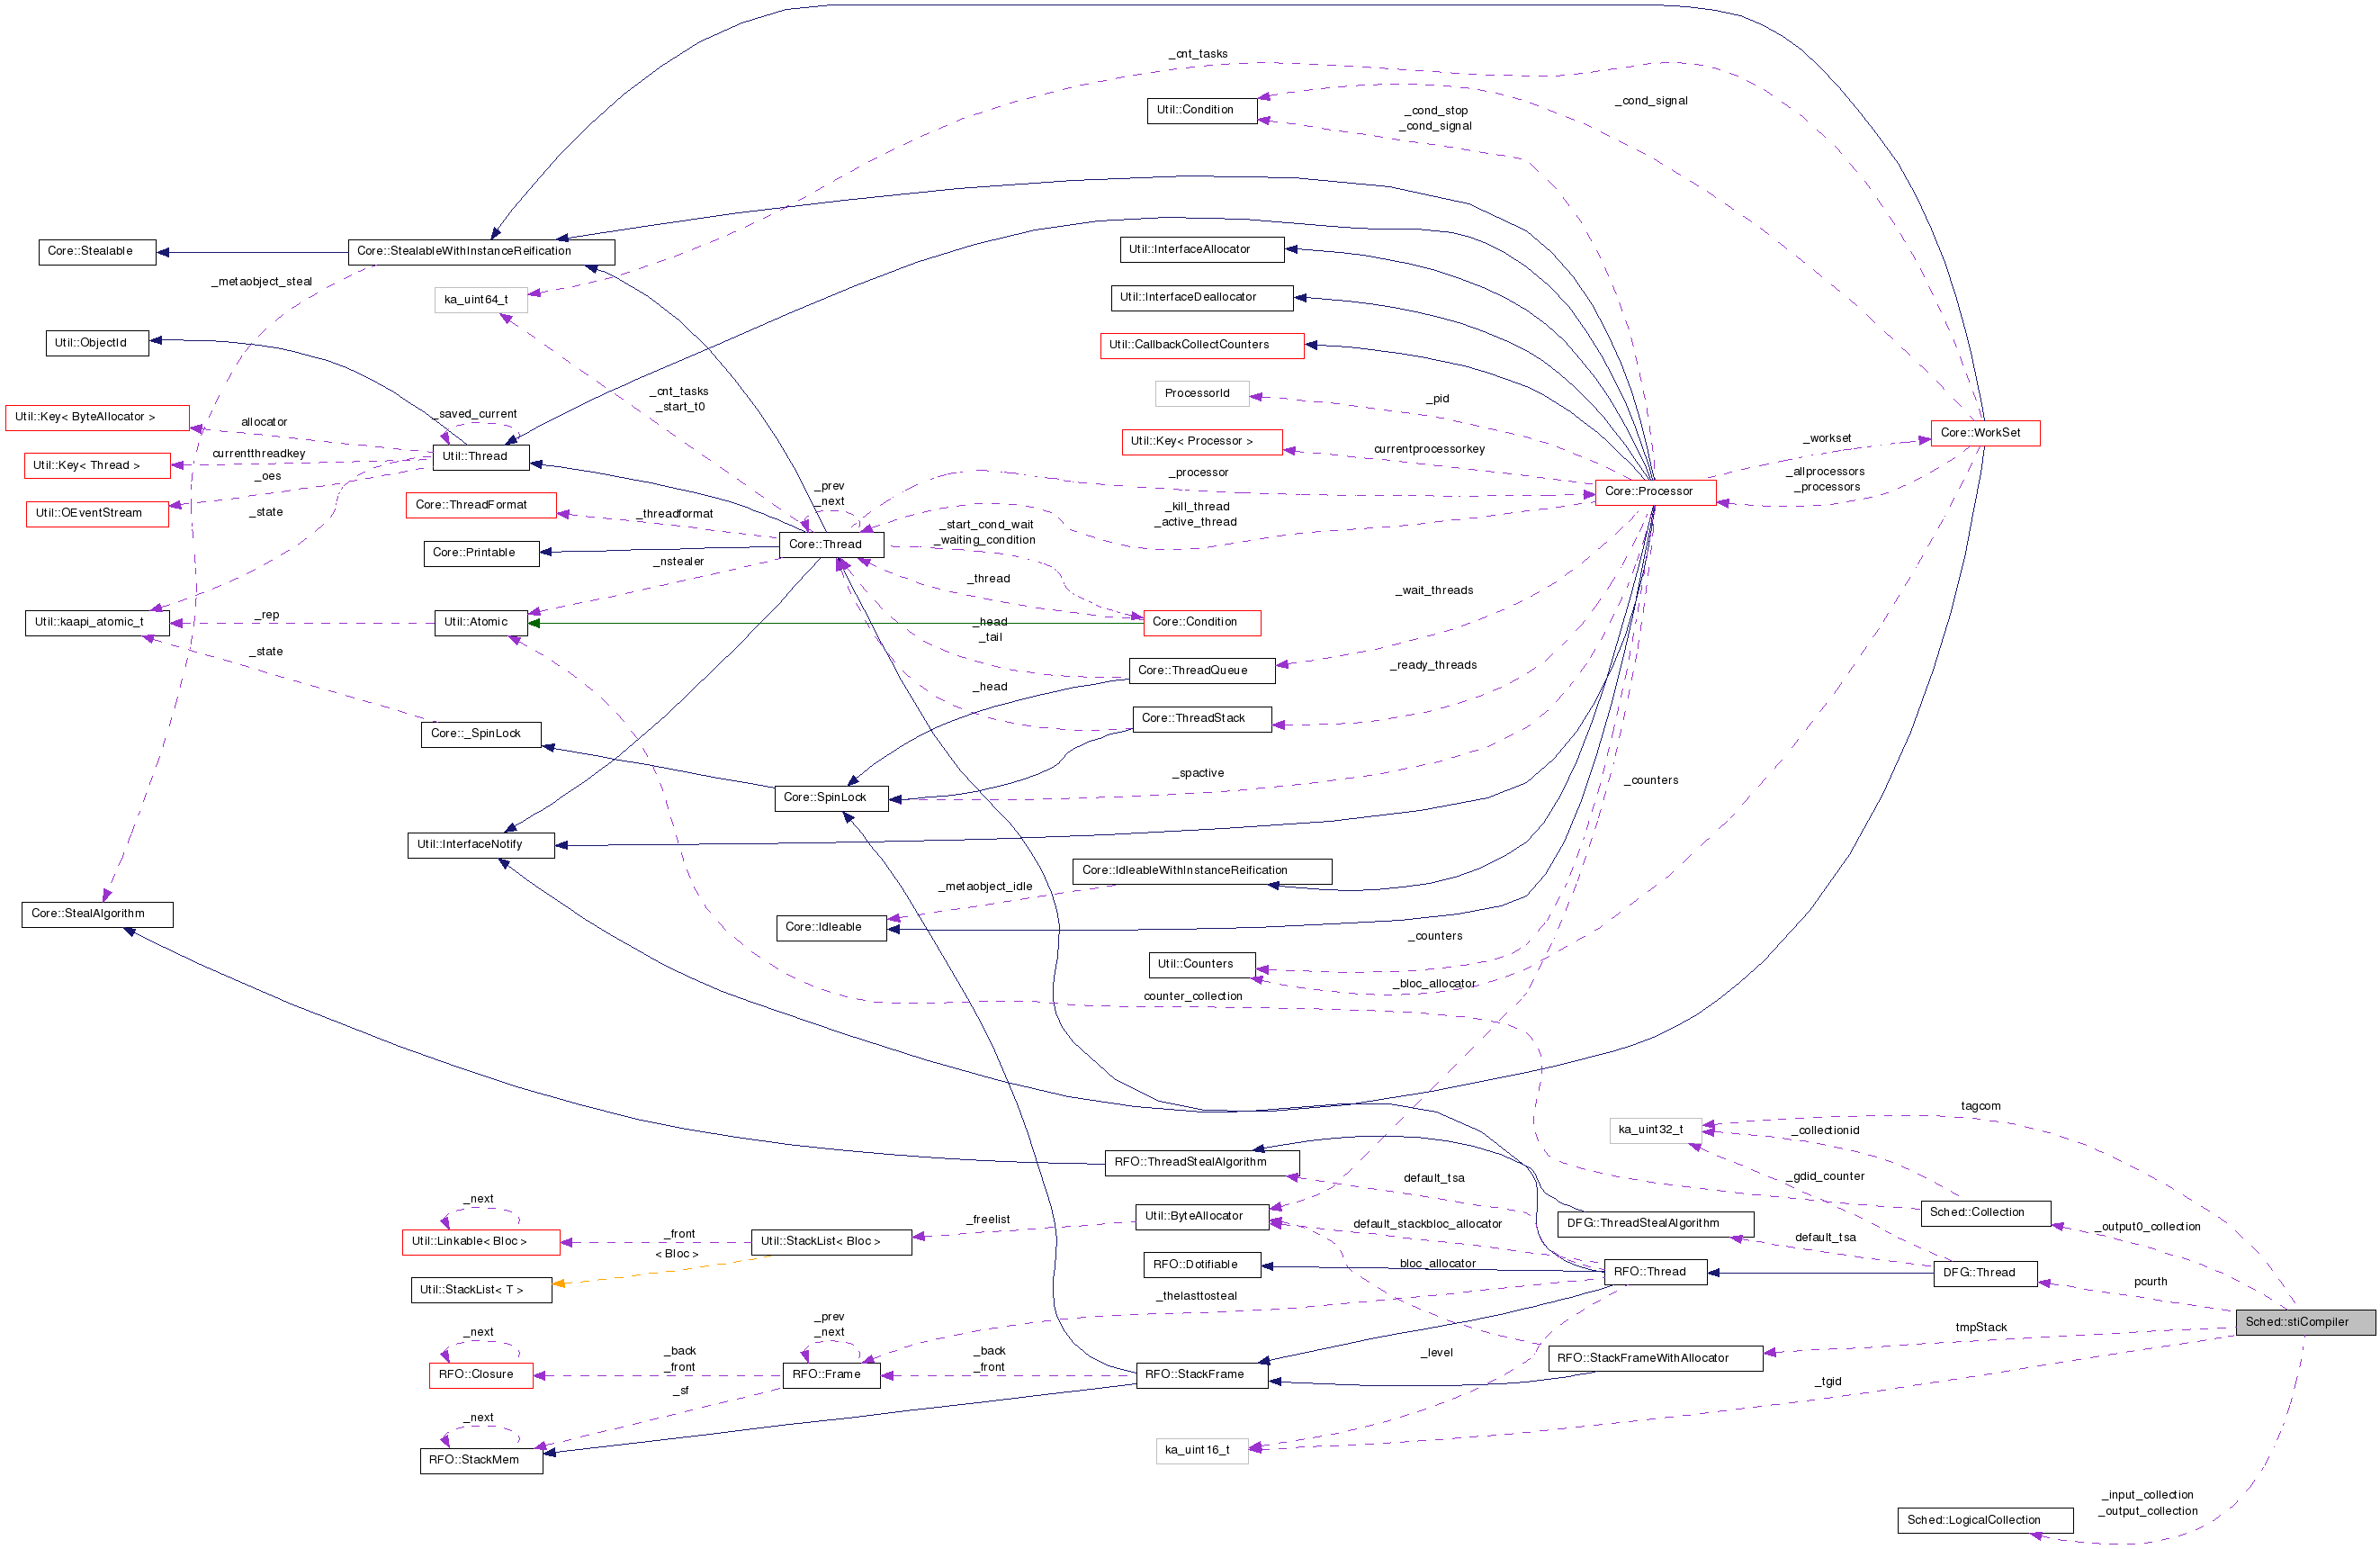 _cnt_tasks
_cond_signal
Util::Condition
_cond_stop
_cond_signal
Core::Stealable
Core::StealableWithInstanceReification
Util::InterfaceAllocator
_metaobject_steal
ka_uint64_t
Util::InterfaceDeallocator
Util::ObjectId
Util::CallbackCollectCounters
_cnt_tasks
_start_t0
ProcessorId
_pid
Util::Key< ByteAllocator >
allocator
_saved_current
Util::Key< Processor >
currentprocessorkey
_workset
Core::WorkSet
Util::Key< Thread >
currentthreadkey
Util::Thread
_oes
_processor
_allprocessors
_processors
_prev
_next
Core::Processor
Util::OEventStream
_state
Core::ThreadFormat
_threadformat
_kill_thread
_active_thread
_start_cond_wait
_waiting_condition
Core::Printable
Core::Thread
_nstealer
_thread
_wait_threads
Util::kaapi_atomic_t
_rep
Util::Atomic
_head
_tail
Core::Condition
_state
Core::ThreadQueue
_ready_threads
_head
Core::ThreadStack
Core::_SpinLock
_spactive
_counters
Core::SpinLock
Util::InterfaceNotify
Core::IdleableWithInstanceReification
_metaobject_idle
Core::StealAlgorithm
Core::Idleable
_counters
Util::Counters
_bloc_allocator
counter_collection
tagcom
ka_uint32_t
_collectionid
RFO::ThreadStealAlgorithm
default_tsa
_gdid_counter
_next
Util::ByteAllocator
_freelist
default_stackbloc_allocator
DFG::ThreadStealAlgorithm
Sched::Collection
_output0_collection
Util::Linkable< Bloc >
_front
Util::StackList< Bloc >
default_tsa
< Bloc >
RFO::Dotifiable
bloc_allocator
RFO::Thread
DFG::Thread
pcurth
Util::StackList< T >
_thelasttosteal
_next
_prev
_next
Sched::stiCompiler
tmpStack
_back
_front
_back
_front
_level
RFO::StackFrameWithAllocator
RFO::Closure
RFO::Frame
RFO::StackFrame
_sf
_tgid
_next
RFO::StackMem
ka_uint16_t
_input_collection
_output_collection
Sched::LogicalCollection